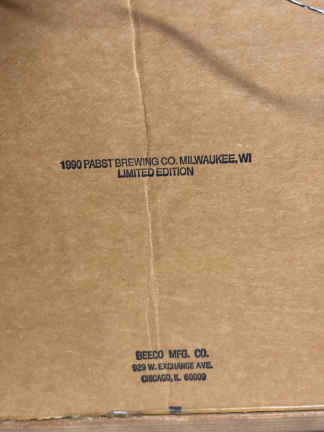 1990 PABST BREWING CO. MILWAUKEE, WI
LIMITED EDITION
BEECO MFG. CO.
929 W. EXCHANGE AVE.
CHICAGO, IL 60609